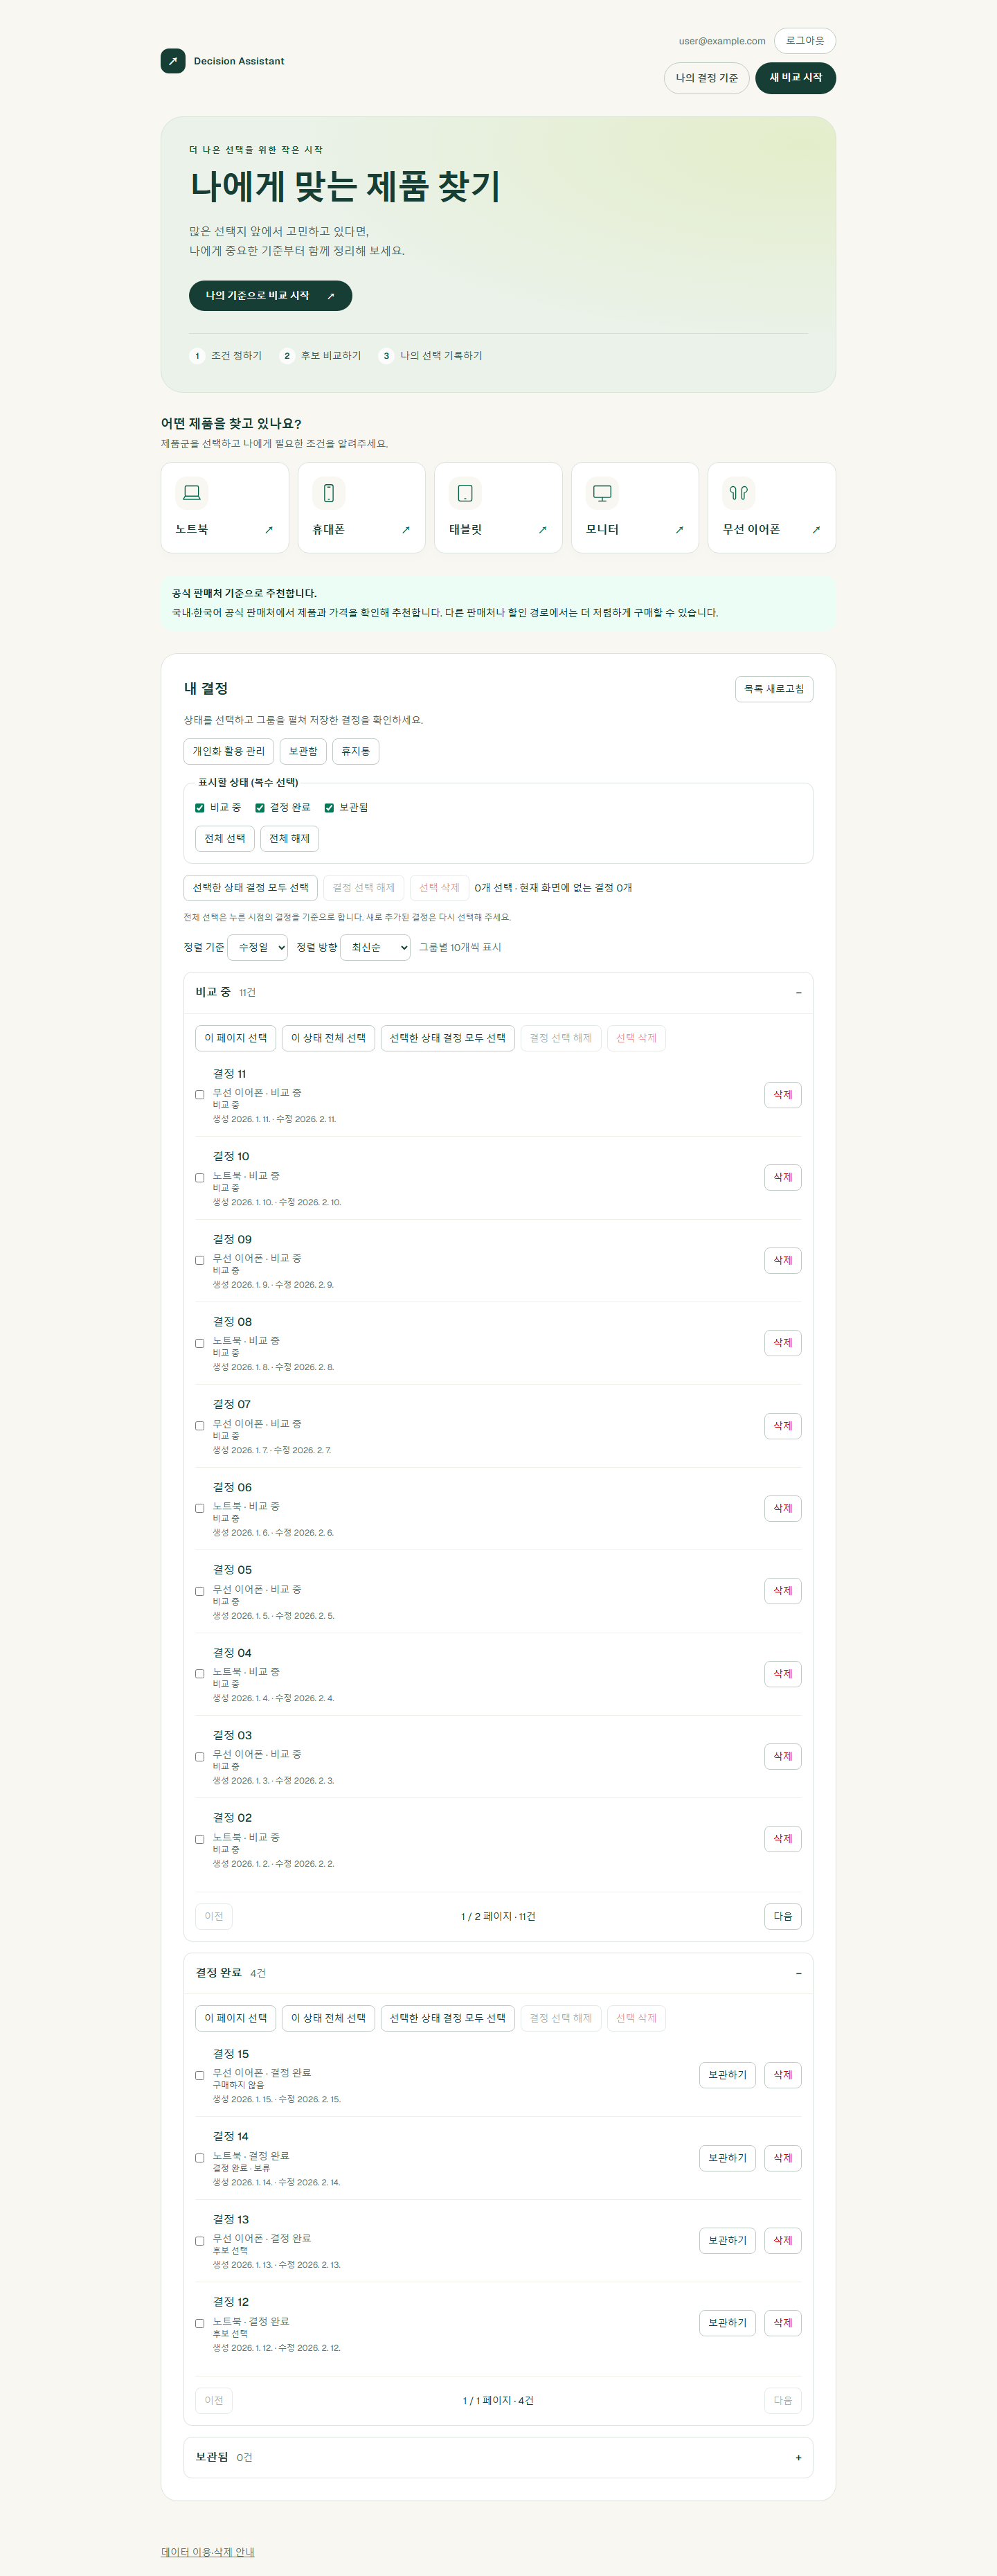 Decision Assistant
user@example.com
로그아웃
나의 결정 기준
새 비교 시작
더 나은 선택을 위한 작은 시작
나에게 맞는 제품 찾기
많은 선택지 앞에서 고민하고 있다면,
나에게 중요한 기준부터 함께 정리해 보세요.
나의 기준으로 비교 시작 ↗
1 조건 정하기 2 후보 비교하기 3 나의 선택 기록하기
어떤 제품을 찾고 있나요?
제품군을 선택하고 나에게 필요한 조건을 알려주세요.
노트북 ↗
휴대폰 ↗
태블릿 ↗
모니터 ↗
무선 이어폰 ↗
공식 판매처 기준으로 추천합니다.
국내·한국어 공식 판매처에서 제품과 가격을 확인해 추천합니다. 다른 판매처나 할인 경로에서는 더 저렴하게 구매할 수 있습니다.
내 결정
목록 새로고침
상태를 선택하고 그룹을 펼쳐 저장한 결정을 확인하세요.
개인화 활용 관리 보관함 휴지통
표시할 상태 (복수 선택)
비교 중 결정 완료 보관됨
전체 선택 전체 해제
선택한 상태 결정 모두 선택 결정 선택 해제 선택 삭제 0개 선택 · 현재 화면에 없는 결정 0개
전체 선택은 누른 시점의 결정을 기준으로 합니다. 새로 추가된 결정은 다시 선택해 주세요.
정렬 기준 수정일 정렬 방향 최신순 그룹별 10개씩 표시
비교 중 11건 −
이 페이지 선택 이 상태 전체 선택 선택한 상태 결정 모두 선택 결정 선택 해제 선택 삭제
결정 11
무선 이어폰 · 비교 중
비교 중
생성 2026. 1. 11. · 수정 2026. 2. 11.
삭제
결정 10
노트북 · 비교 중
비교 중
생성 2026. 1. 10. · 수정 2026. 2. 10.
삭제
결정 09
무선 이어폰 · 비교 중
비교 중
생성 2026. 1. 9. · 수정 2026. 2. 9.
삭제
결정 08
노트북 · 비교 중
비교 중
생성 2026. 1. 8. · 수정 2026. 2. 8.
삭제
결정 07
무선 이어폰 · 비교 중
비교 중
생성 2026. 1. 7. · 수정 2026. 2. 7.
삭제
결정 06
노트북 · 비교 중
비교 중
생성 2026. 1. 6. · 수정 2026. 2. 6.
삭제
결정 05
무선 이어폰 · 비교 중
비교 중
생성 2026. 1. 5. · 수정 2026. 2. 5.
삭제
결정 04
노트북 · 비교 중
비교 중
생성 2026. 1. 4. · 수정 2026. 2. 4.
삭제
결정 03
무선 이어폰 · 비교 중
비교 중
생성 2026. 1. 3. · 수정 2026. 2. 3.
삭제
결정 02
노트북 · 비교 중
비교 중
생성 2026. 1. 2. · 수정 2026. 2. 2.
삭제
이전 1 / 2 페이지 · 11건 다음
결정 완료 4건 −
이 페이지 선택 이 상태 전체 선택 선택한 상태 결정 모두 선택 결정 선택 해제 선택 삭제
결정 15
무선 이어폰 · 결정 완료
구매하지 않음
생성 2026. 1. 15. · 수정 2026. 2. 15.
보관하기 삭제
결정 14
노트북 · 결정 완료
결정 완료 · 보류
생성 2026. 1. 14. · 수정 2026. 2. 14.
보관하기 삭제
결정 13
무선 이어폰 · 결정 완료
후보 선택
생성 2026. 1. 13. · 수정 2026. 2. 13.
보관하기 삭제
결정 12
노트북 · 결정 완료
후보 선택
생성 2026. 1. 12. · 수정 2026. 2. 12.
보관하기 삭제
이전 1 / 1 페이지 · 4건 다음
보관됨 0건 +
데이터 이용·삭제 안내